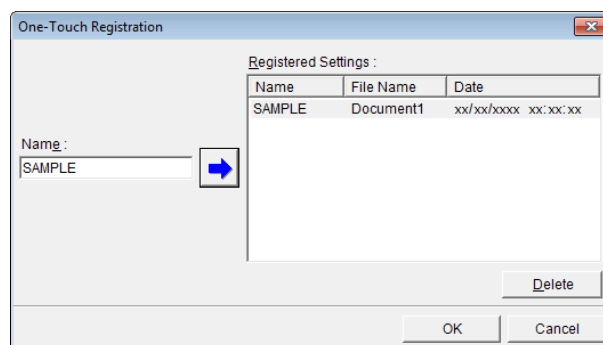 One-Touch Registration
Registered Settings :
Name File Name Date
SAMPLE Document1 xx/xx/xxxx xx:xx:xx
Name :
SAMPLE
Delete
OK Cancel